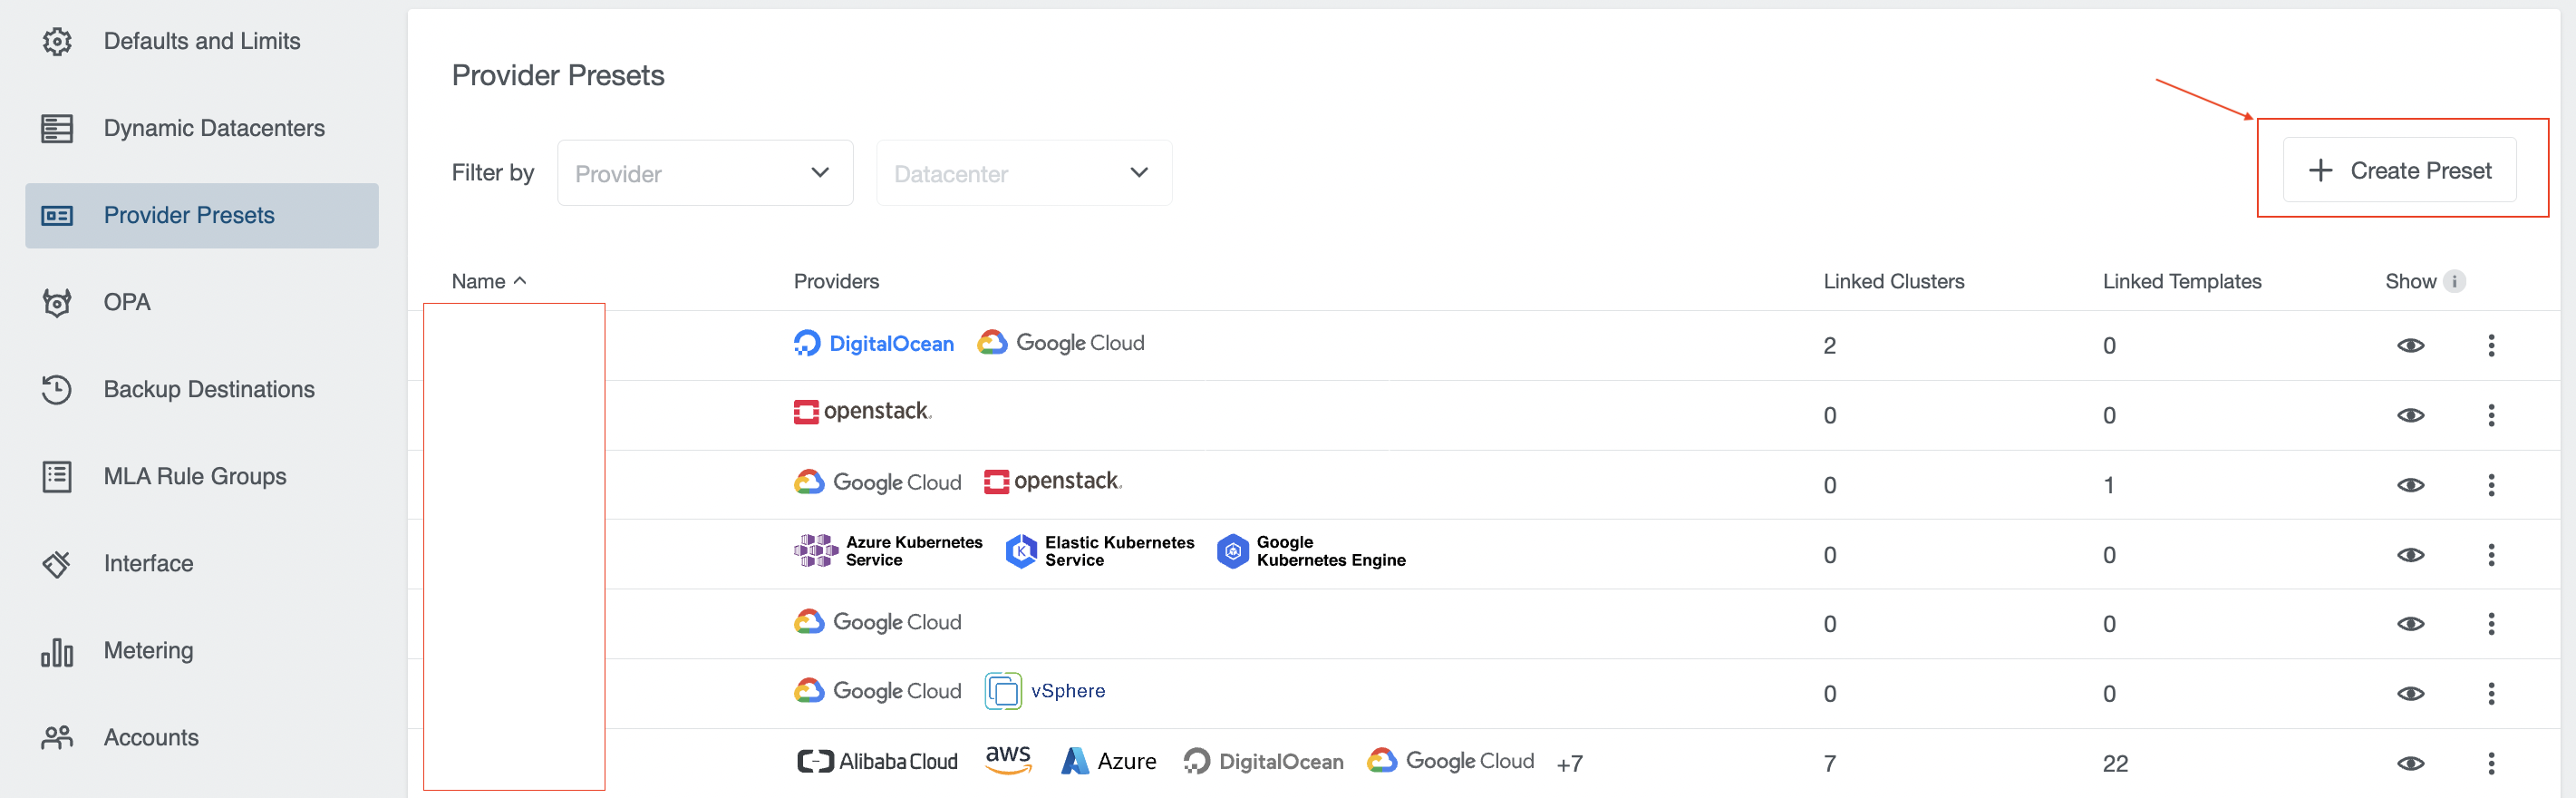 Defaults and Limits
Dynamic Datacenters
Provider Presets
OPA
Backup Destinations
MLA Rule Groups
Interface
Metering
Accounts
Provider Presets
Filter by Provider Datacenter
+ Create Preset
Name Providers Linked Clusters Linked Templates Show i
DigitalOcean Google Cloud 2 0
openstack. 0 0
Google Cloud openstack. 0 1
Azure Kubernetes Service K Elastic Kubernetes Service Google Kubernetes Engine 0 0
Google Cloud 0 0
Google Cloud vSphere 0 0
Alibaba Cloud aws Azure DigitalOcean Google Cloud +7 7 22